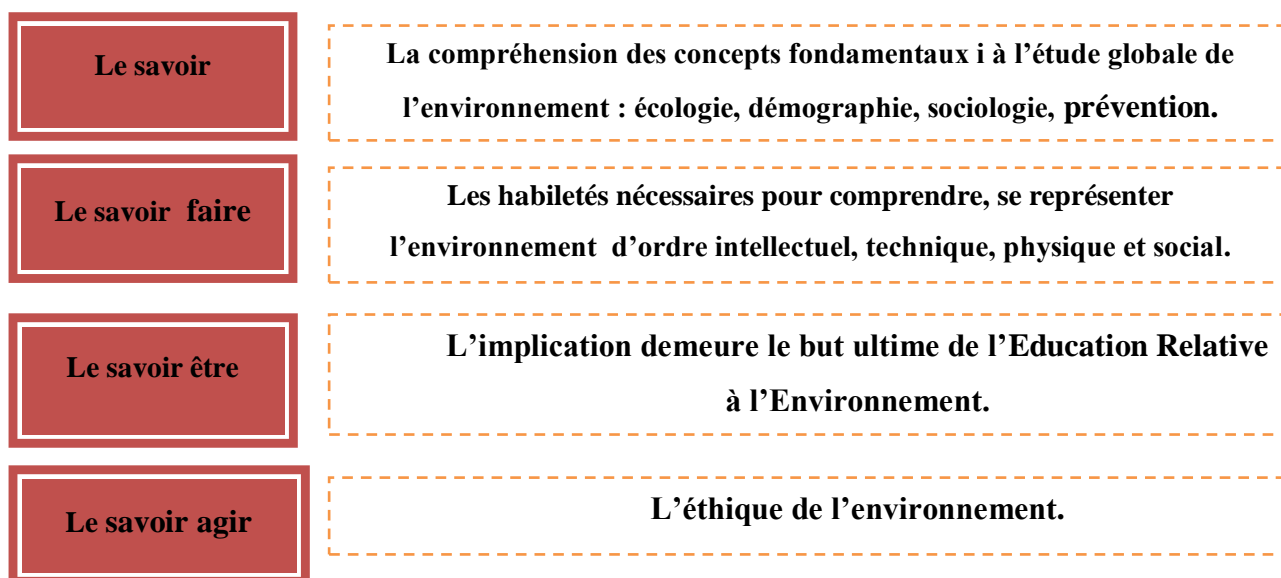 Le savoir
La compréhension des concepts fondamentaux i à l’étude globale de
l’environnement : écologie, démographie, sociologie, prévention.
Le savoir faire
Les habiletés nécessaires pour comprendre, se représenter
l’environnement d’ordre intellectuel, technique, physique et social.
Le savoir être
L’implication demeure le but ultime de l’Education Relative
à l’Environnement.
Le savoir agir
L’éthique de l’environnement.